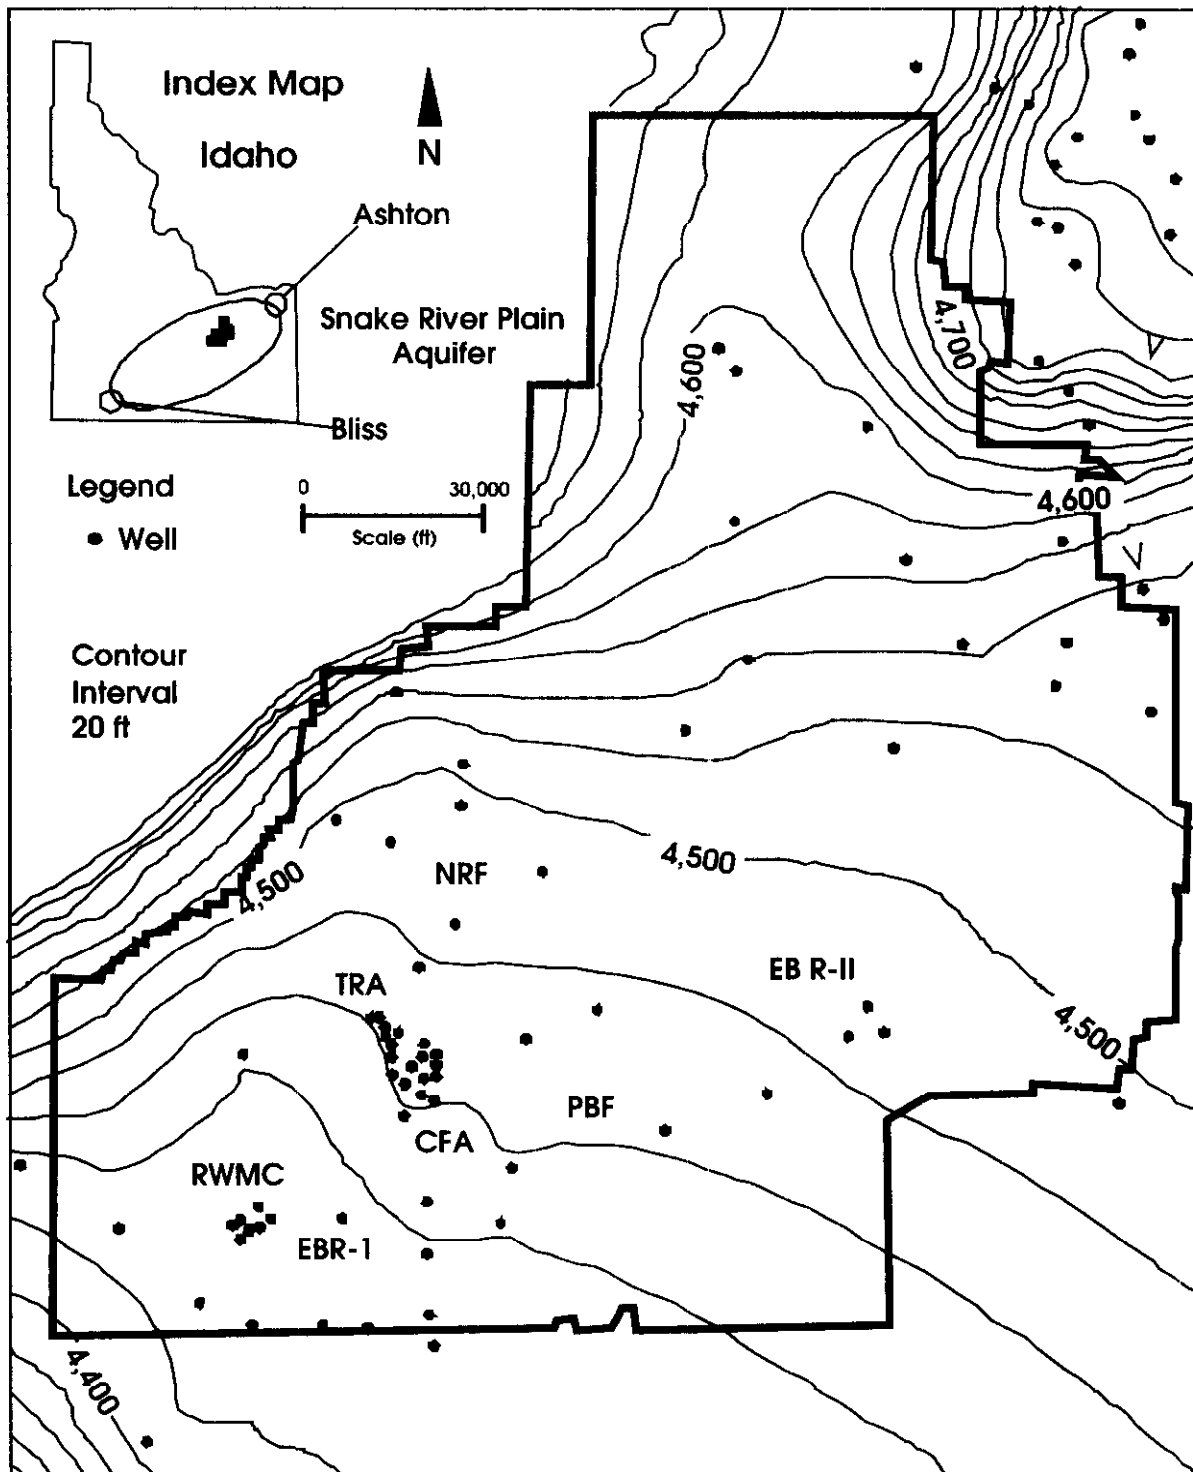 Index Map
Idaho
N
Ashton
Snake River Plain
Aquifer
Bliss
Legend
Well
0 30,000
Scale (ft)
Contour
Interval
20 ft
4,700
4,600
4,600
4,500
4,500
4,500
NRF
EB R-II
TRA
PBF
CFA
RWMC
EBR-1
4,400